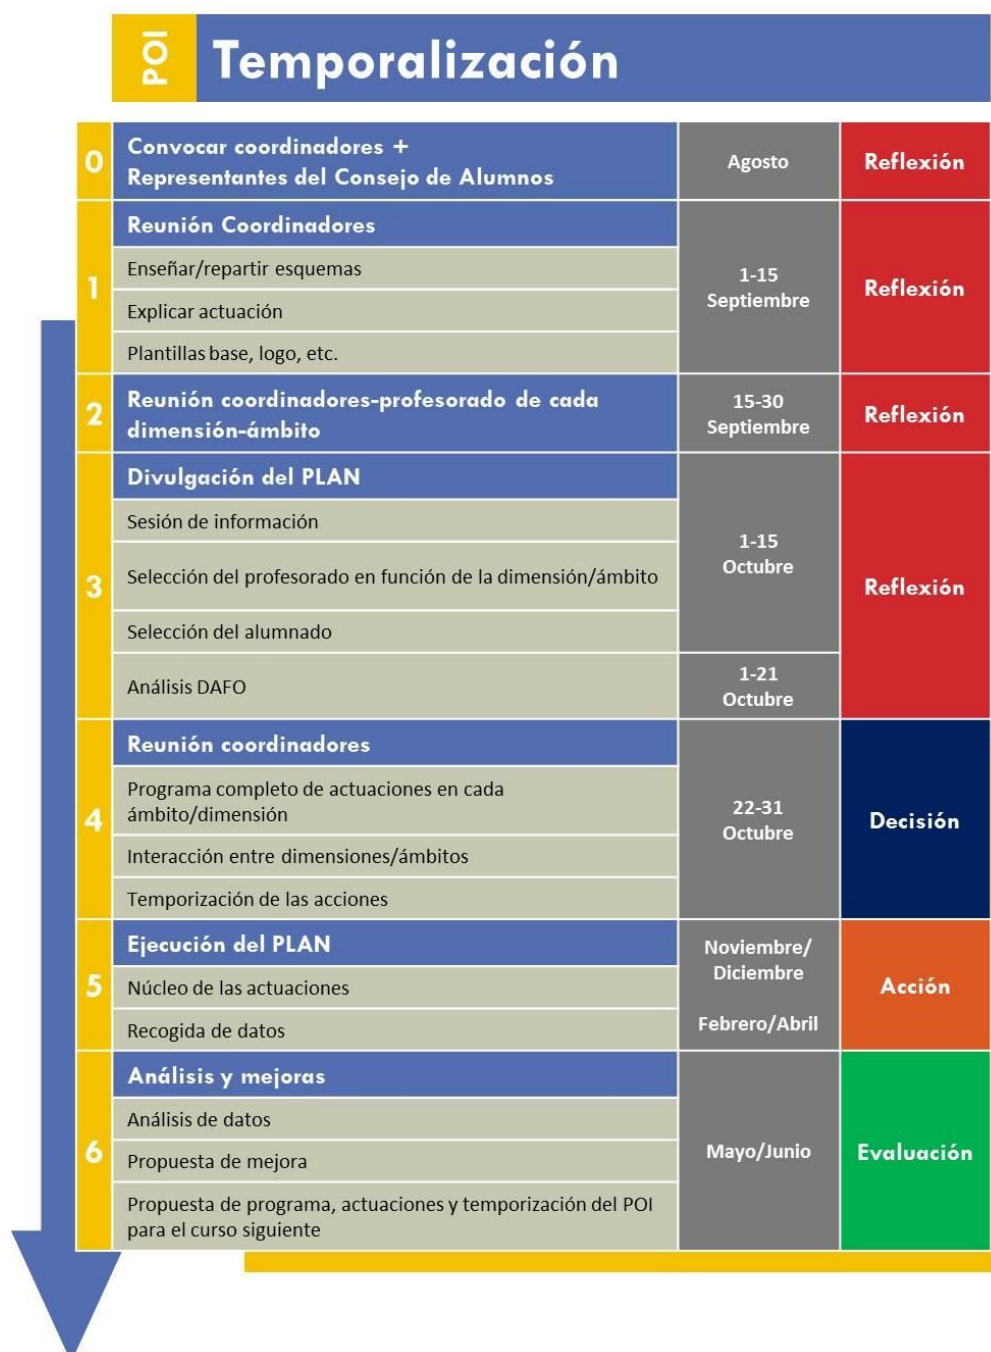 POI
Temporalización
0
Convocar coordinadores +
Representantes del Consejo de Alumnos
Agosto
Reflexión
1
Reunión Coordinadores
Enseñar/repartir esquemas
Explicar actuación
Plantillas base, logo, etc.
1-15
Septiembre
Reflexión
2
Reunión coordinadores-profesorado de cada
dimensión-ámbito
15-30
Septiembre
Reflexión
3
Divulgación del PLAN
Sesión de información
Selección del profesorado en función de la dimensión/ámbito
Selección del alumnado
1-15
Octubre
Análisis DAFO
1-21
Octubre
Reflexión
4
Reunión coordinadores
Programa completo de actuaciones en cada
ámbito/dimensión
Interacción entre dimensiones/ámbitos
Temporización de las acciones
22-31
Octubre
Decisión
5
Ejecución del PLAN
Núcleo de las actuaciones
Recogida de datos
Noviembre/
Diciembre
Febrero/Abril
Acción
6
Análisis y mejoras
Análisis de datos
Propuesta de mejora
Propuesta de programa, actuaciones y temporización del POI
para el curso siguiente
Mayo/Junio
Evaluación